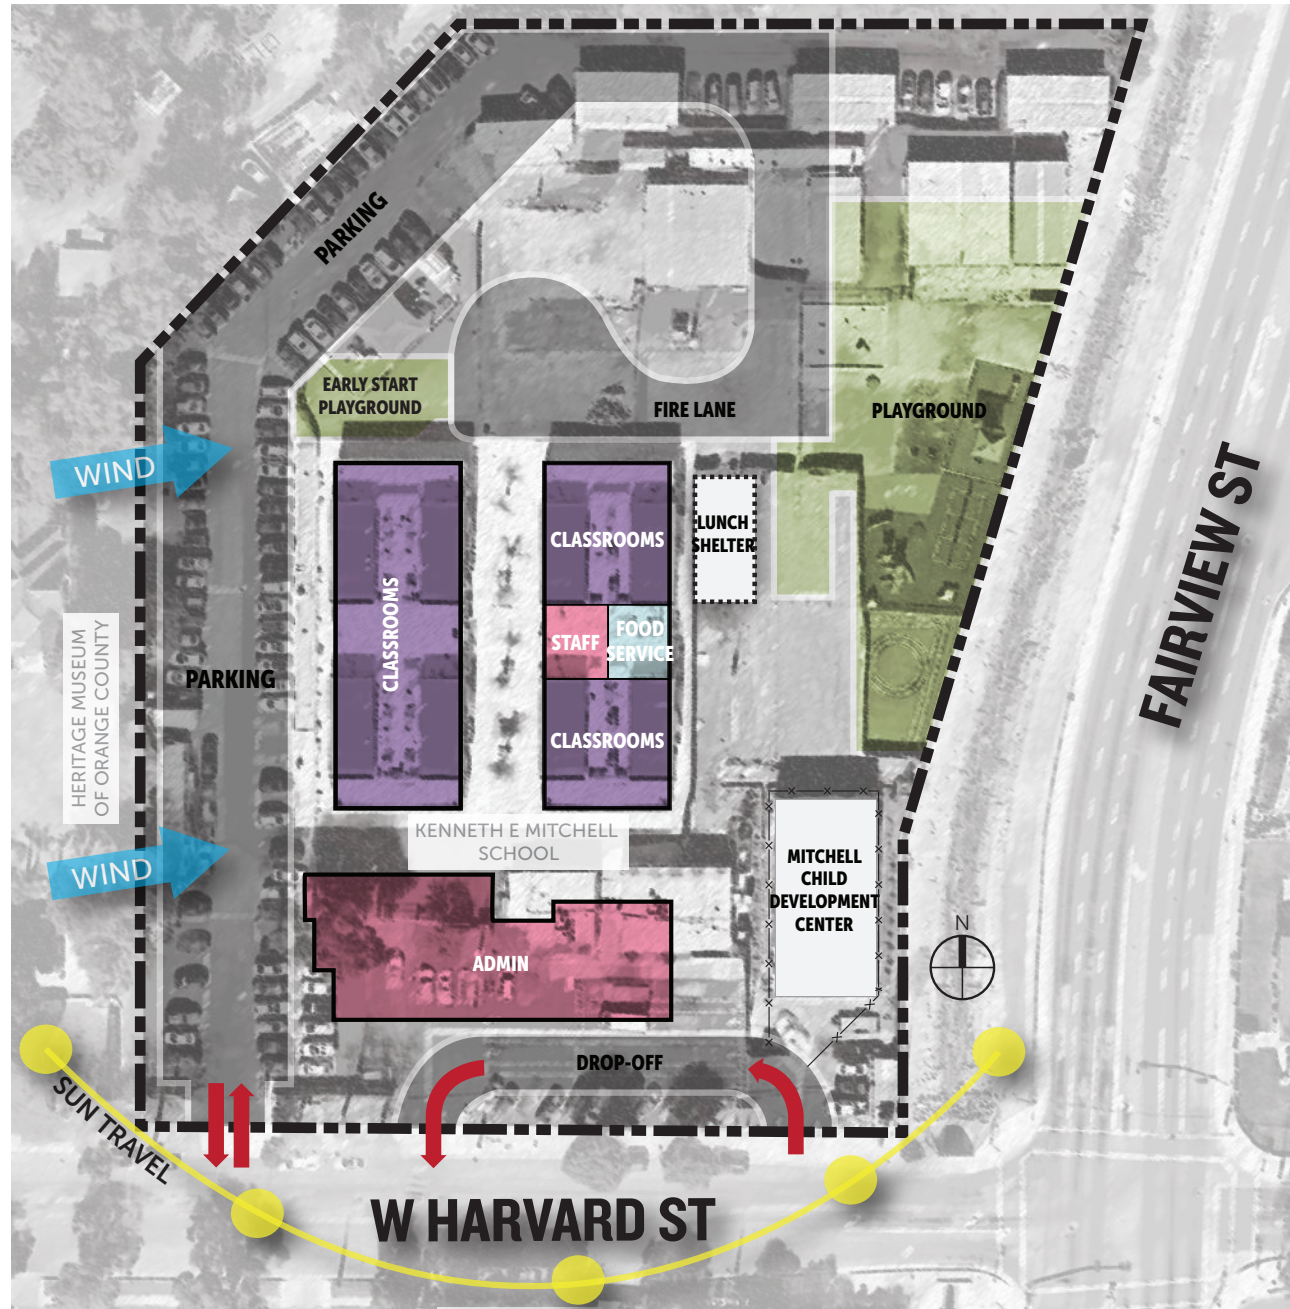 PARKING
EARLY START
PLAYGROUND
FIRE LANE
PLAYGROUND
WIND
CLASSROOMS
CLASSROOMS
LUNCH
SHELTER
STAFF
FOOD
SERVICE
CLASSROOMS
PARKING
HERITAGE MUSEUM
OF ORANGE COUNTY
FAIRVIEW ST
KENNETH E MITCHELL
SCHOOL
WIND
MITCHELL
CHILD
DEVELOPMENT
CENTER
N
ADMIN
DROP-OFF
SUN TRAVEL
W HARVARD ST